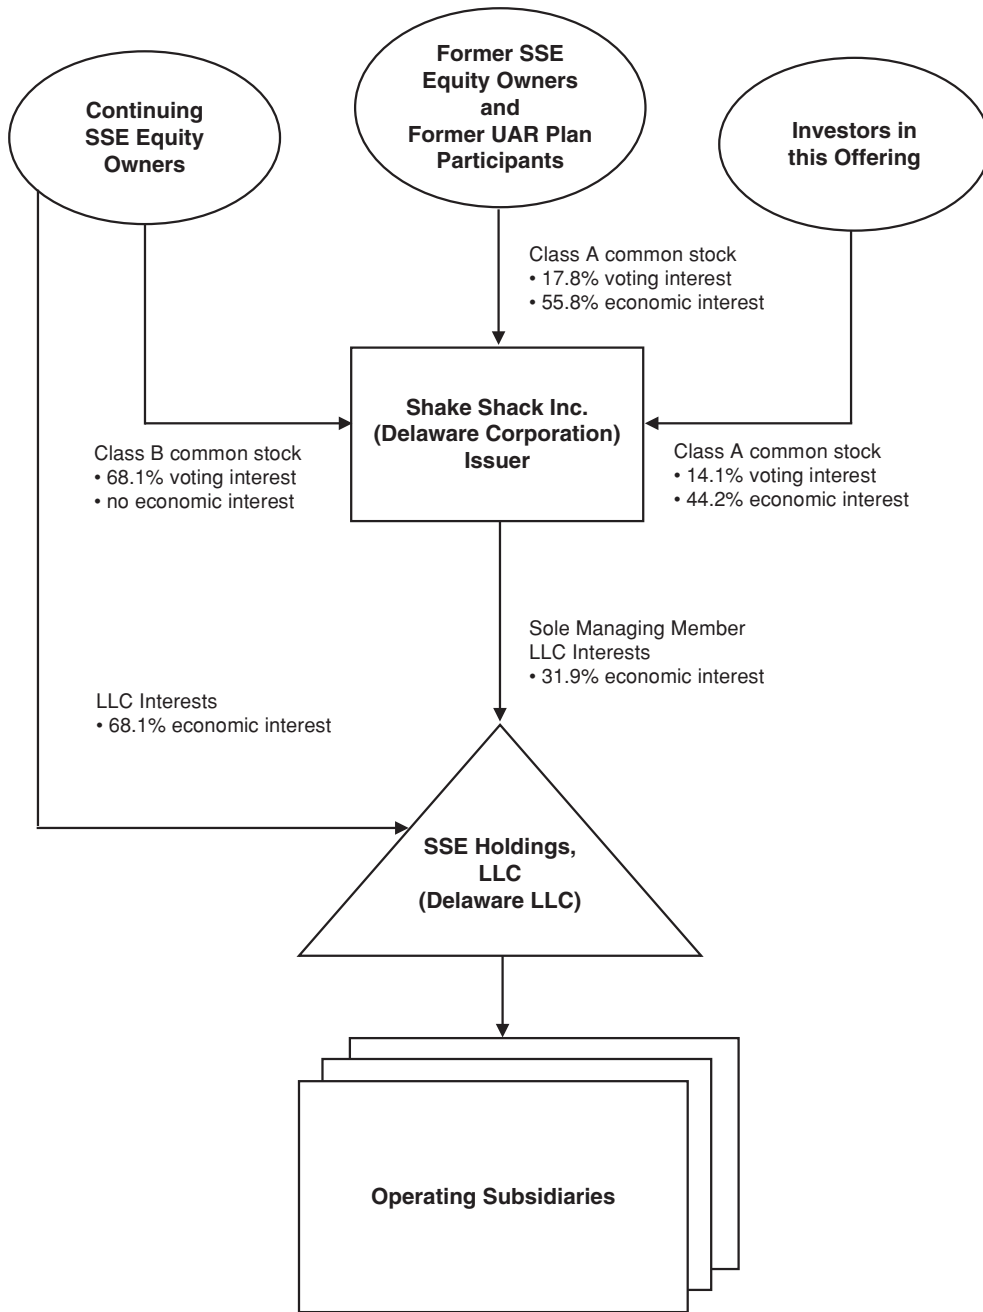 Former SSE
Equity Owners
and
Former UAR Plan
Participants
Continuing
SSE Equity
Owners
Investors in
this Offering
Class A common stock
• 17.8% voting interest
• 55.8% economic interest
Shake Shack Inc.
(Delaware Corporation)
Issuer
Class B common stock
• 68.1% voting interest
• no economic interest
Class A common stock
• 14.1% voting interest
• 44.2% economic interest
Sole Managing Member
LLC Interests
• 31.9% economic interest
LLC Interests
• 68.1% economic interest
SSE Holdings,
LLC
(Delaware LLC)
Operating Subsidiaries